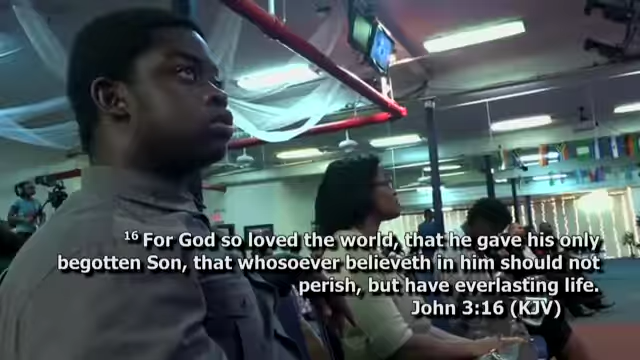 16 For God so loved the world, that he gave his only
begotten Son, that whosoever believeth in him should not
perish, but have everlasting life.
John 3:16 (KJV)